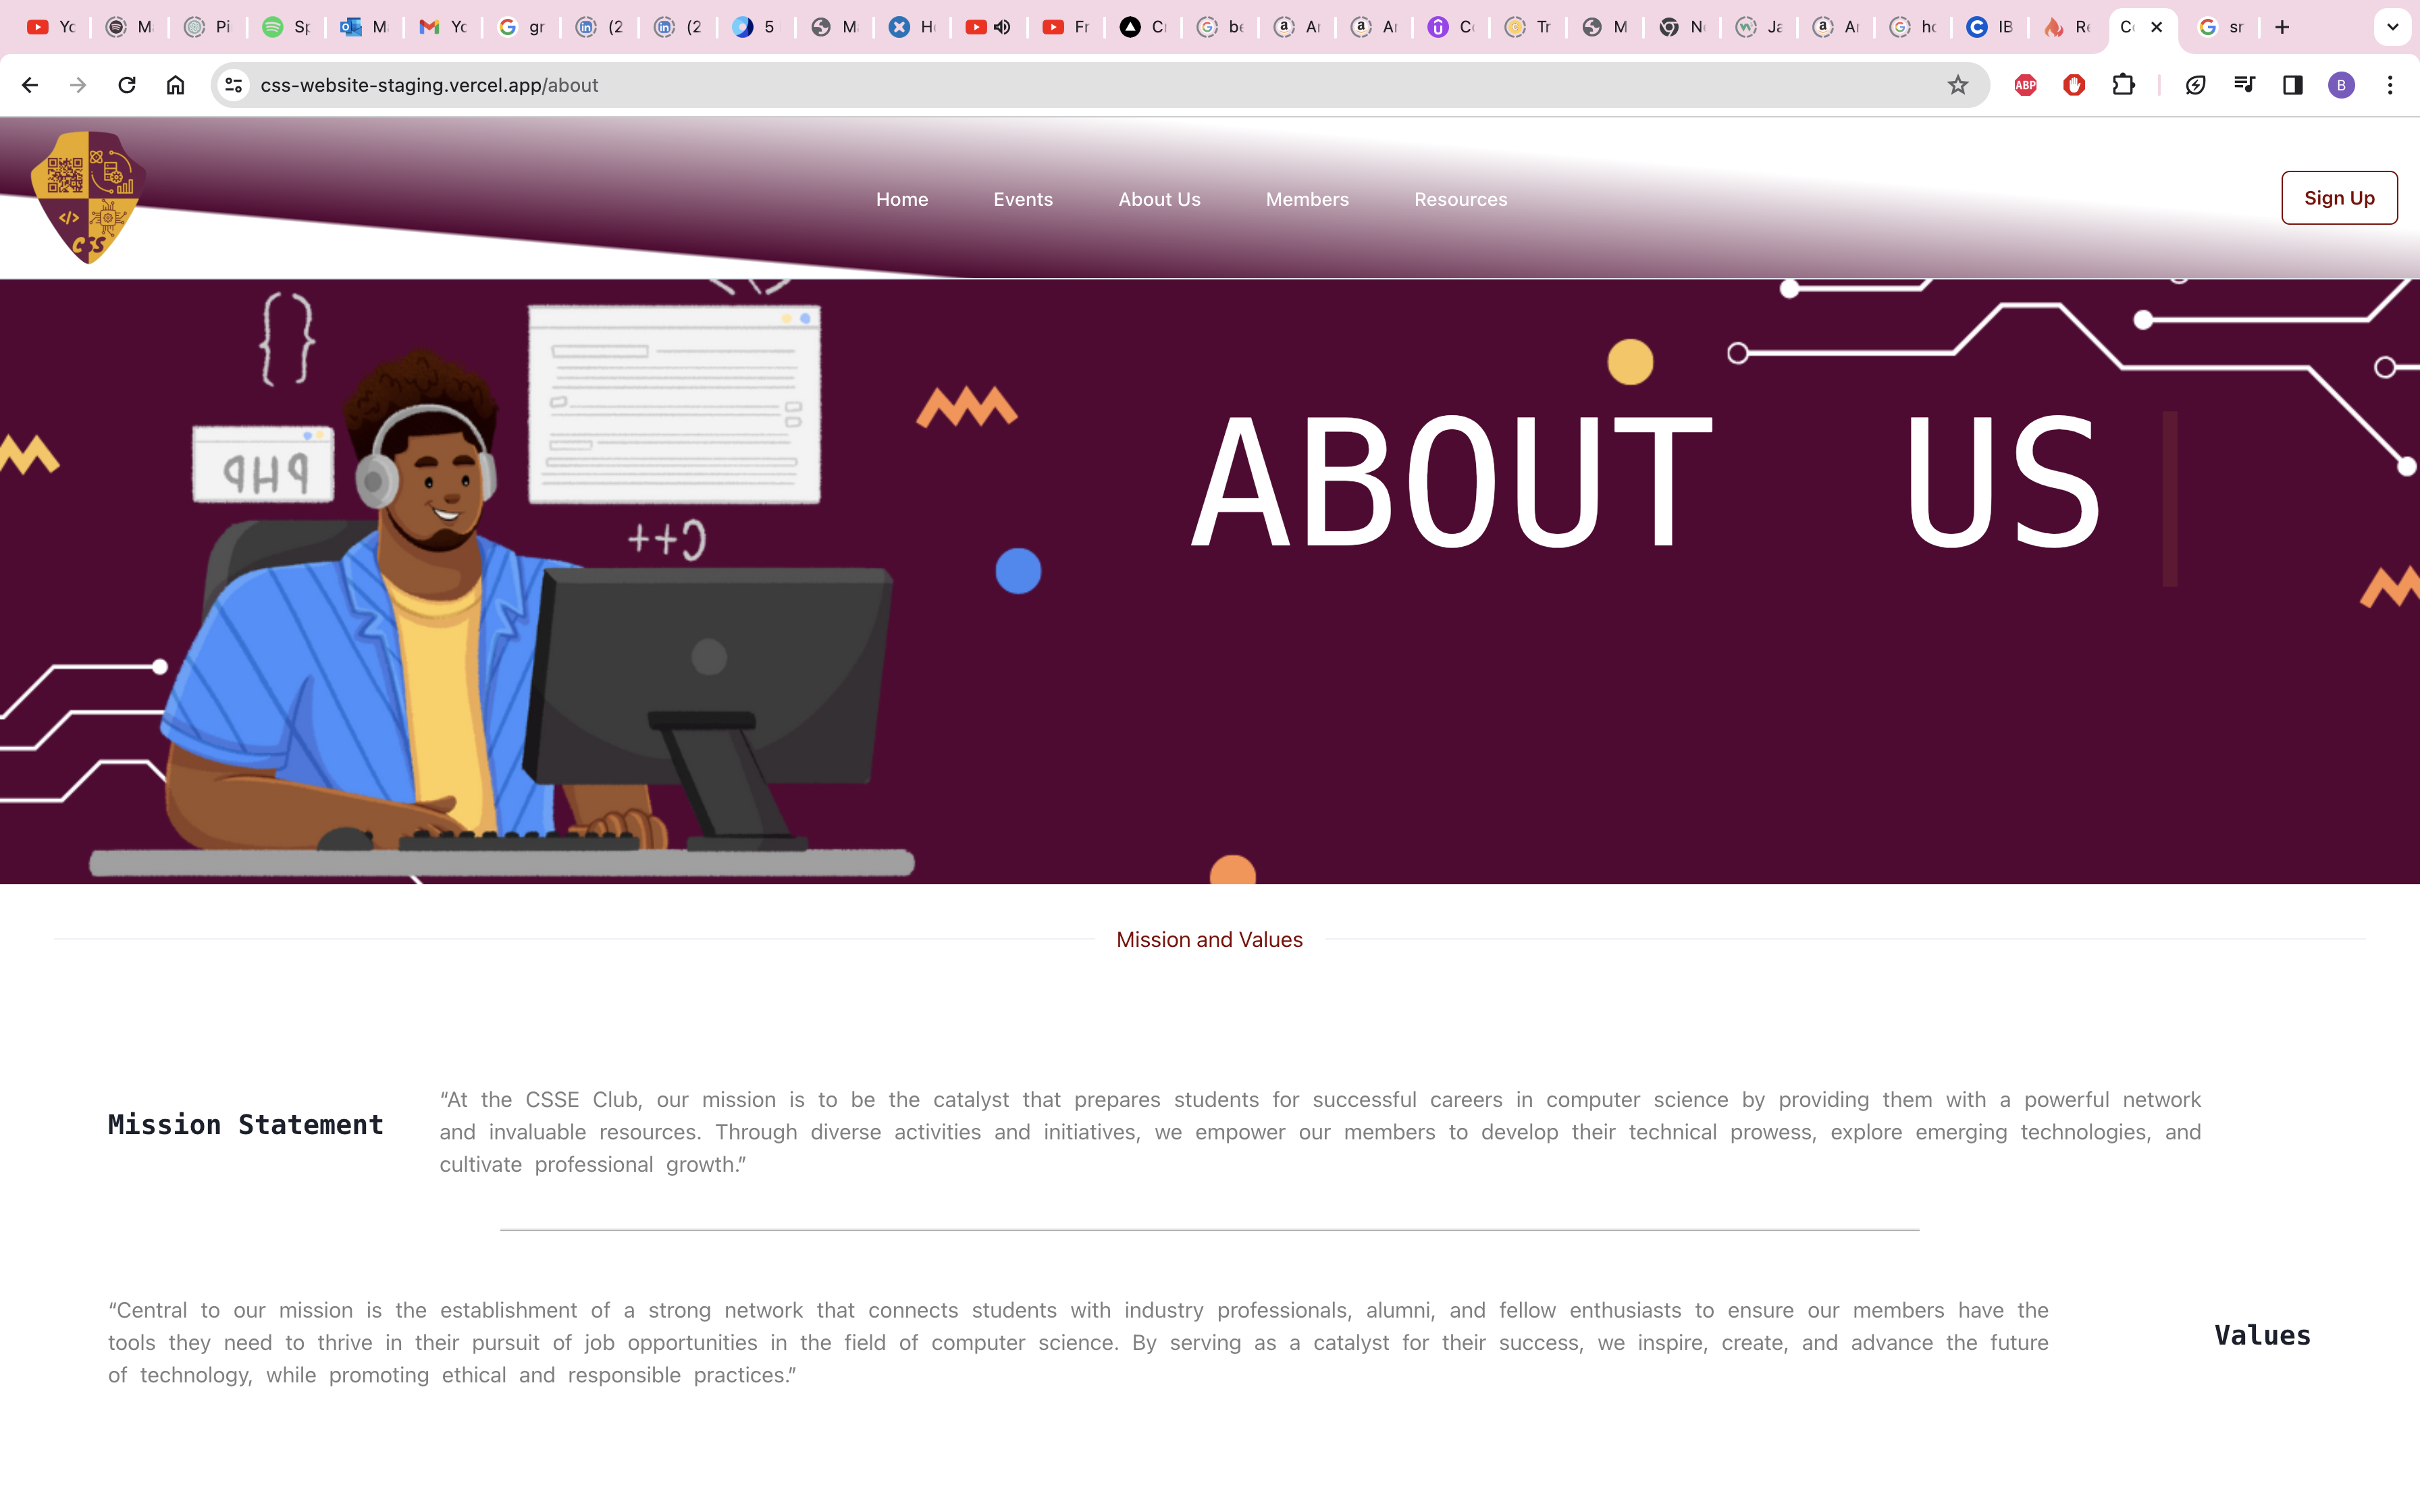 Yc
M
Pi
Sp
M
Yc
gr
(2
(2
5
M
H
Fr
C
be
A
A
C
Tr
M
N
Ja
A
hc
IB
Re
C
sr
css-website-staging.vercel.app/about
ABP
B
</>
CSS
Home Events About Us Members Resources
Sign Up
{ }
PHP
C++
ABOUT US
Mission and Values
Mission Statement
“At the CSSE Club, our mission is to be the catalyst that prepares students for successful careers in computer science by providing them with a powerful network
and invaluable resources. Through diverse activities and initiatives, we empower our members to develop their technical prowess, explore emerging technologies, and
cultivate professional growth.”
“Central to our mission is the establishment of a strong network that connects students with industry professionals, alumni, and fellow enthusiasts to ensure our members have the
tools they need to thrive in their pursuit of job opportunities in the field of computer science. By serving as a catalyst for their success, we inspire, create, and advance the future
of technology, while promoting ethical and responsible practices.”
Values